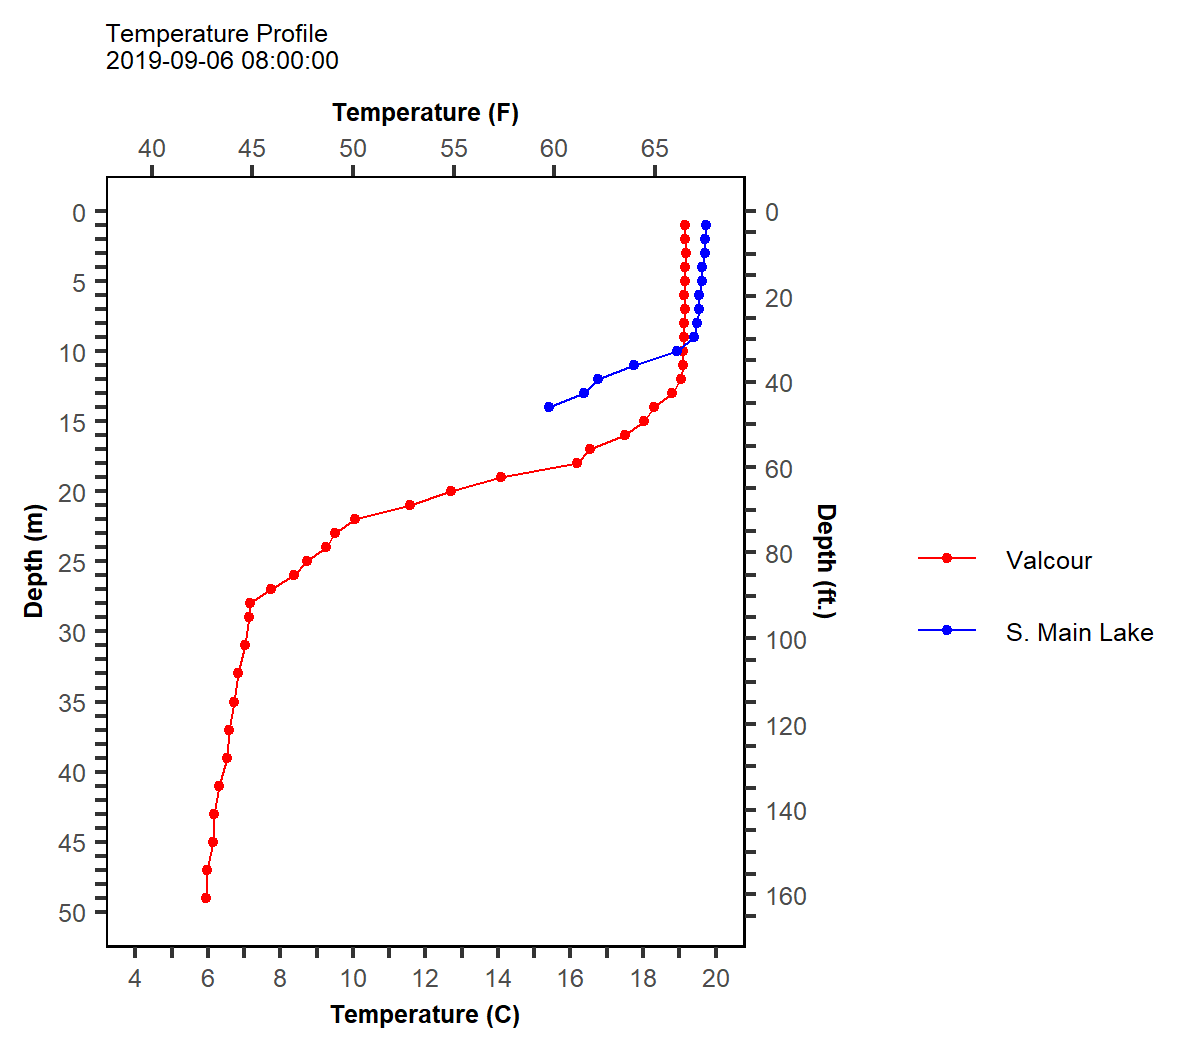 Temperature Profile
2019-09-06 08:00:00
Temperature (F)
40 45 50 55 60 65
0
5
10
15
20
25
30
35
40
45
50
Depth (m)
0
20
40
60
80
100
120
140
160
Depth (ft.)
Valcour
S. Main Lake
4 6 8 10 12 14 16 18 20
Temperature (C)